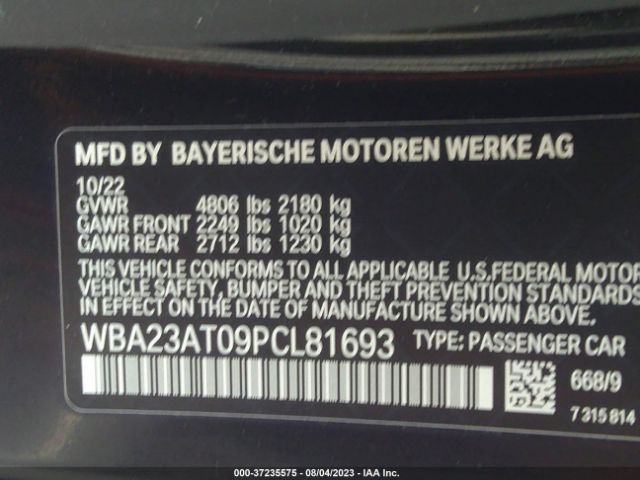 MFD BY BAYERISCHE MOTOREN WERKE AG
10/22
GVWR 4806 lbs 2180 kg
GAWR FRONT 2249 lbs 1020 kg
GAWR REAR 2712 lbs 1230 kg
THIS VEHICLE CONFORMS TO ALL APPLICABLE U.S.FEDERAL MOTOR
VEHICLE SAFETY, BUMPER, AND THEFT PREVENTION STANDARDS
IN EFFECT ON THE DATE OF MANUFACTURE SHOWN ABOVE.
WBA23AT09PCL81693 TYPE: PASSENGER CAR
668/9
7 315 814
000-37235575 - 08/04/2023 - IAA Inc.